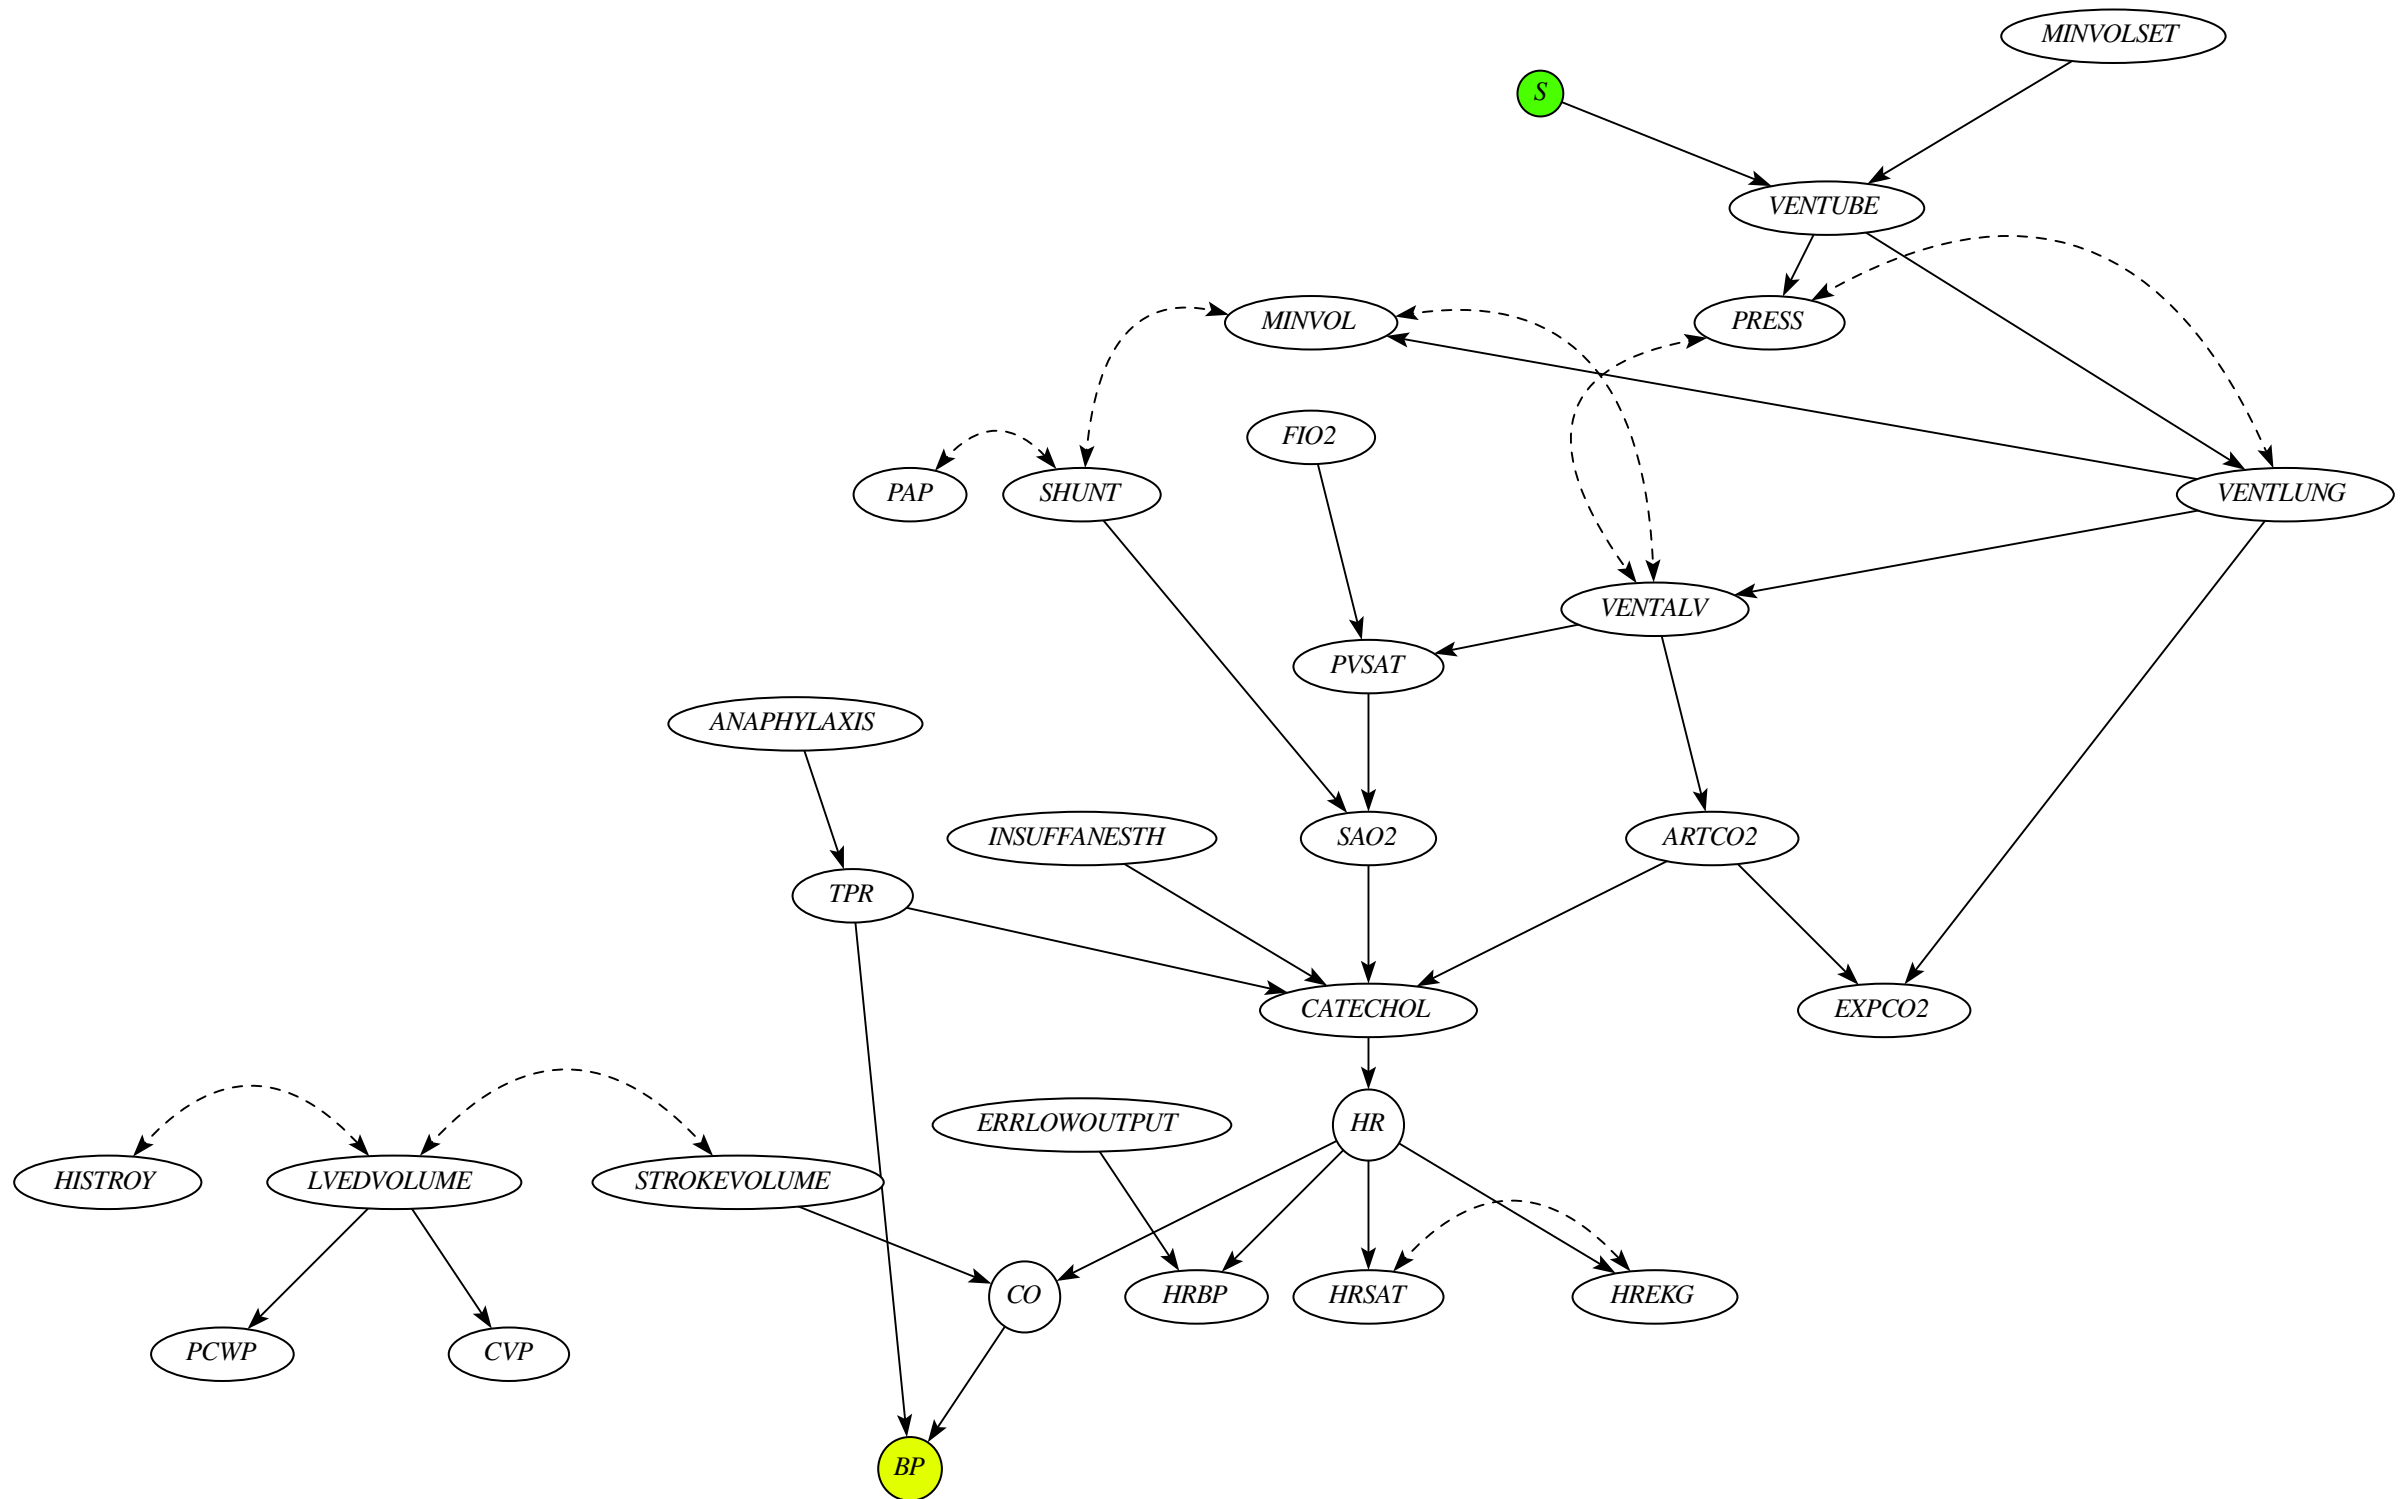 MINVOLSET
S
VENTUBE
MINVOL
PRESS
FIO2
PAP
SHUNT
VENTLUNG
VENTALV
PVSAT
ANAPHYLAXIS
INSUFFANESTH
SAO2
ARTCO2
TPR
CATECHOL
EXPCO2
ERRLOWOUTPUT
HR
HISTROY
LVEDVOLUME
STROKEVOLUME
CO
HRBP
HRSAT
HREKG
PCWP
CVP
BP